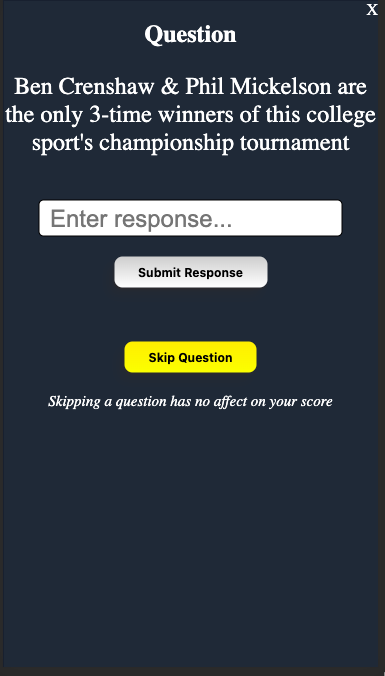 x
Question
Ben Crenshaw & Phil Mickelson are
the only 3-time winners of this college
sport's championship tournament
Enter response...
Submit Response
Skip Question
Skipping a question has no affect on your score